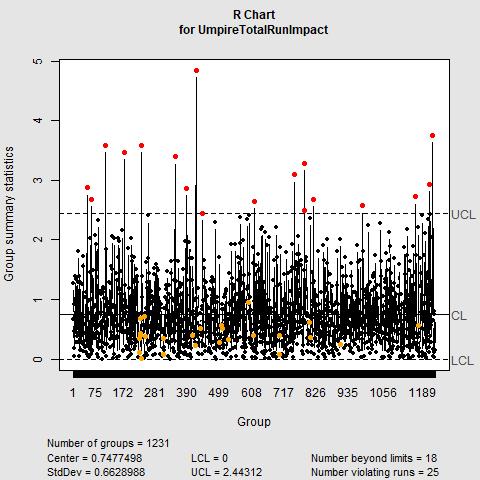 R Chart
for UmpireTotalRunImpact
Group summary statistics
5
4
3
2
1
0
UCL
CL
LCL
1 75 172 281 390 499 608 717 826 935 1056 1189
Group
Number of groups = 1231
Center = 0.7477498 LCL = 0 Number beyond limits = 18
StdDev = 0.6628988 UCL = 2.44312 Number violating runs = 25